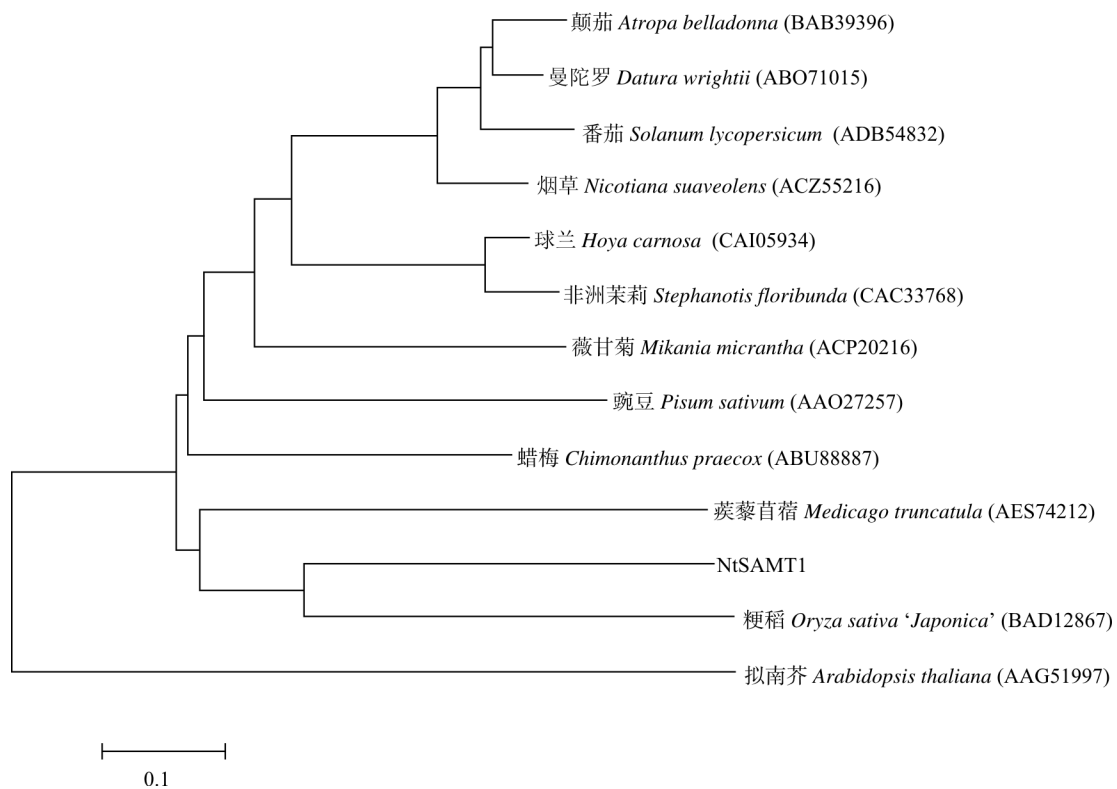 颠茄 Atropa belladonna (BAB39396)
曼陀罗 Datura wrightii (ABO71015)
番茄 Solanum lycopersicum (ADB54832)
烟草 Nicotiana suaveolens (ACZ55216)
球兰 Hoya carnosa (CAI05934)
非洲茉莉 Stephanotis floribunda (CAC33768)
薇甘菊 Mikania micrantha (ACP20216)
豌豆 Pisum sativum (AAO27257)
蜡梅 Chimonanthus praecox (ABU88887)
蒺藜苜蓿 Medicago truncatula (AES74212)
NtSAMT1
粳稻 Oryza sativa ‘Japonica’ (BAD12867)
拟南芥 Arabidopsis thaliana (AAG51997)
0.1